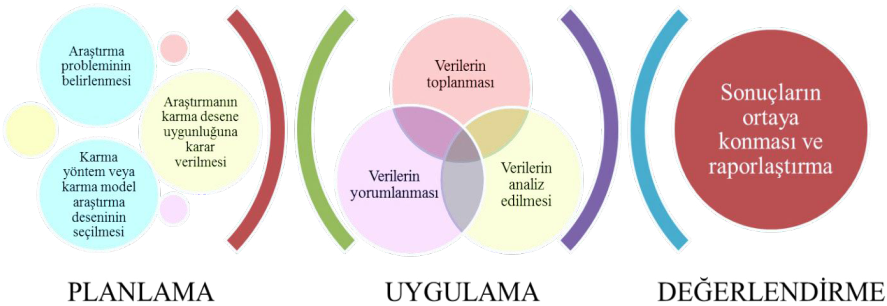 Araştırma
probleminin
belirlenmesi
Araştırmanın
karma desene
uygunluğuna
karar
verilmesi
Karma
yöntem veya
karma model
araştırma
deseninin
seçilmesi
PLANLAMA
Verilerin
toplanması
Verilerin
yorumlanması
Verilerin
analiz
edilmesi
UYGULAMA
Sonuçların
ortaya
konması ve
raporlaştırma
DEĞERLENDİRME